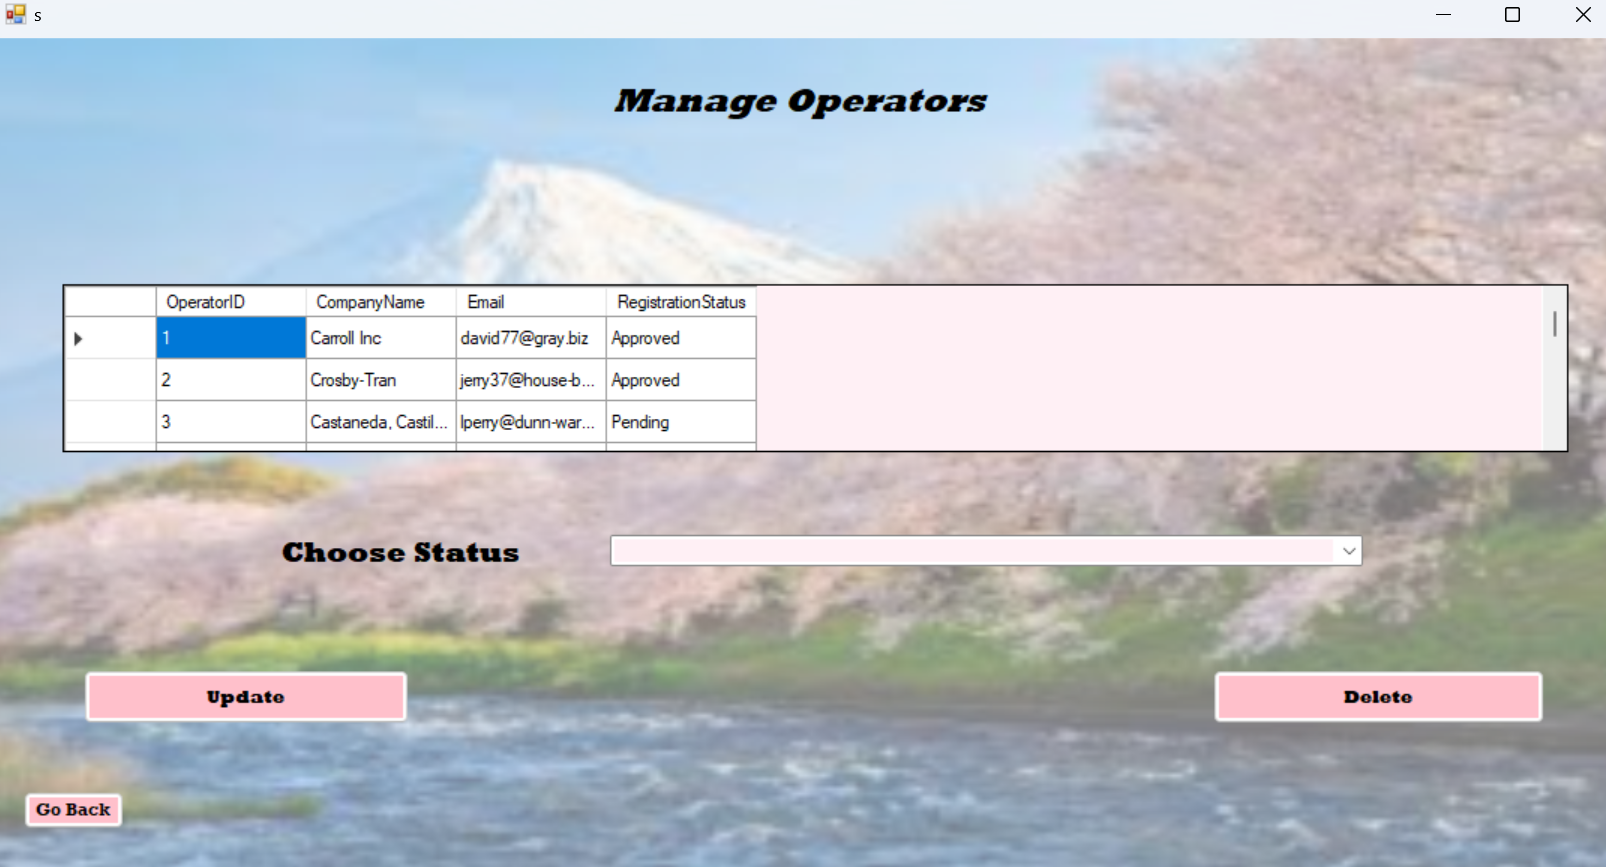 s
Manage Operators
OperatorID CompanyName Email RegistrationStatus
1 Carroll Inc david77@gray.biz Approved
2 Crosby-Tran jerry37@house-b... Approved
3 Castaneda, Castil... lperry@dunn-war... Pending
Choose Status
Update Delete
Go Back